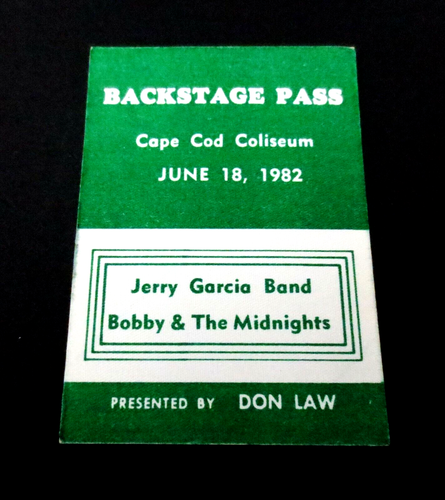 BACKSTAGE PASS
Cape Cod Coliseum
JUNE 18, 1982
Jerry Garcia Band
Bobby & The Midnights
PRESENTED BY DON LAW